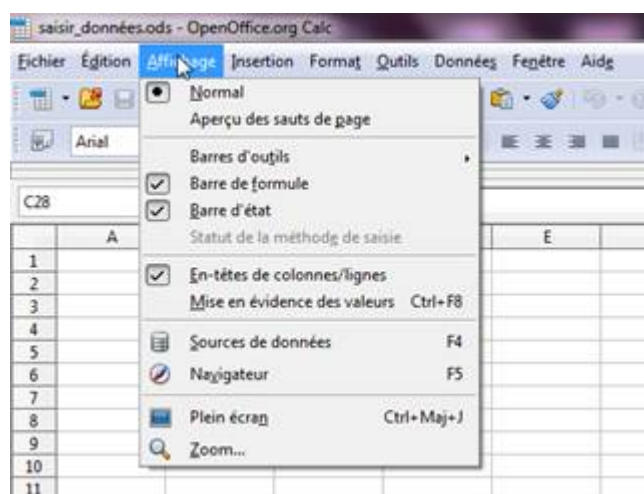 saisir_données.ods - OpenOffice.org Calc
Fichier Édition Affichage Insertion Format Outils Données Fenêtre Aide
Normal
Aperçu des sauts de page
Arial
Barres d'outils
Barre de formule
C28
Barre d'état
Statut de la méthode de saisie
A E
1
En-têtes de colonnes/lignes
2
Mise en évidence des valeurs Ctrl+F8
3
4
Sources de données F4
5
6
Navigateur F5
7
8
Plein écran Ctrl+Maj+J
9
Zoom...
10
11